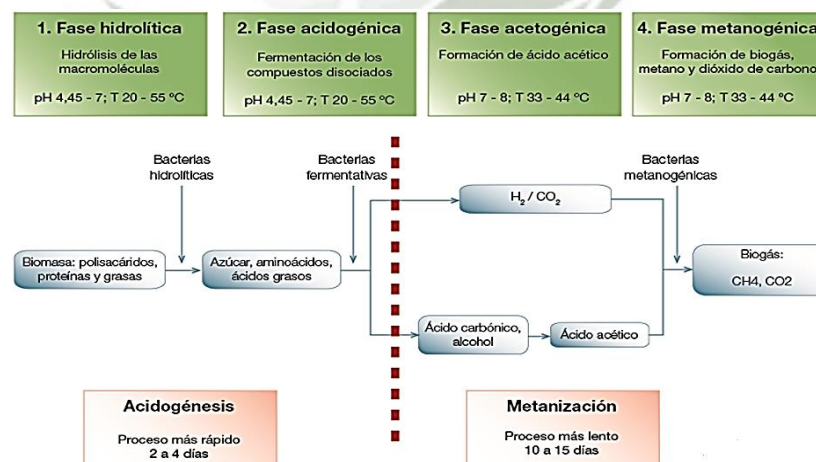 1. Fase hidrolítica
Hidrólisis de las
macromoléculas
pH 4,45 - 7; T 20 - 55 ºC
2. Fase acidogénica
Fermentación de los
compuestos disociados
pH 4,45 - 7; T 20 - 55 ºC
3. Fase acetogénica
Formación de ácido acético
pH 7 - 8; T 33 - 44 ºC
4. Fase metanogénica
Formación de biogás,
metano y dióxido de carbono
pH 7 - 8; T 33 - 44 ºC
Bacterias
hidrolíticas
Bacterias
fermentativas
Bacterias
metanogénicas
Biomasa: polisacáridos,
proteínas y grasas
Azúcar, aminoácidos,
ácidos grasos
H₂ / CO₂
Ácido carbónico,
alcohol
Ácido acético
Biogás:
CH4, CO2
Acidogénesis
Proceso más rápido
2 a 4 días
Metanización
Proceso más lento
10 a 15 días